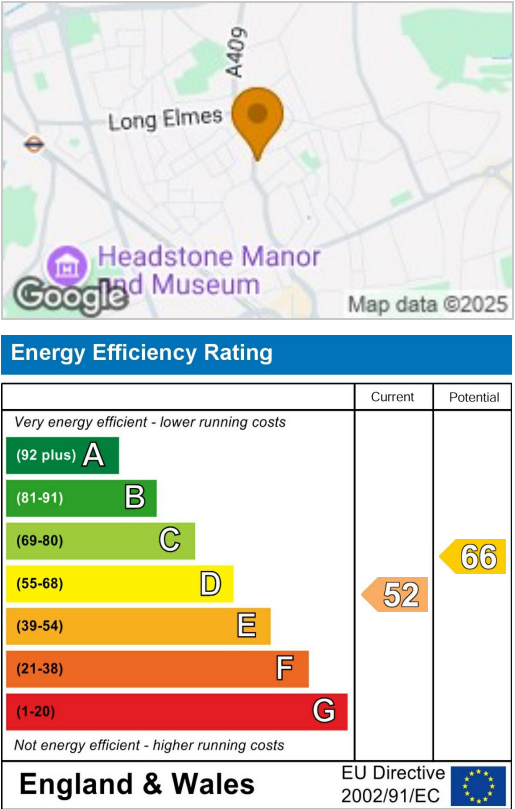 A409
Long Elmes
Headstone Manor
and Museum
Google
Map data ©2025
Energy Efficiency Rating
Current Potential
Very energy efficient - lower running costs
(92 plus) A
(81-91) B
(69-80) C
(55-68) D
(39-54) E
(21-38) F
(1-20) G
52
66
Not energy efficient - higher running costs
England & Wales
EU Directive
2002/91/EC